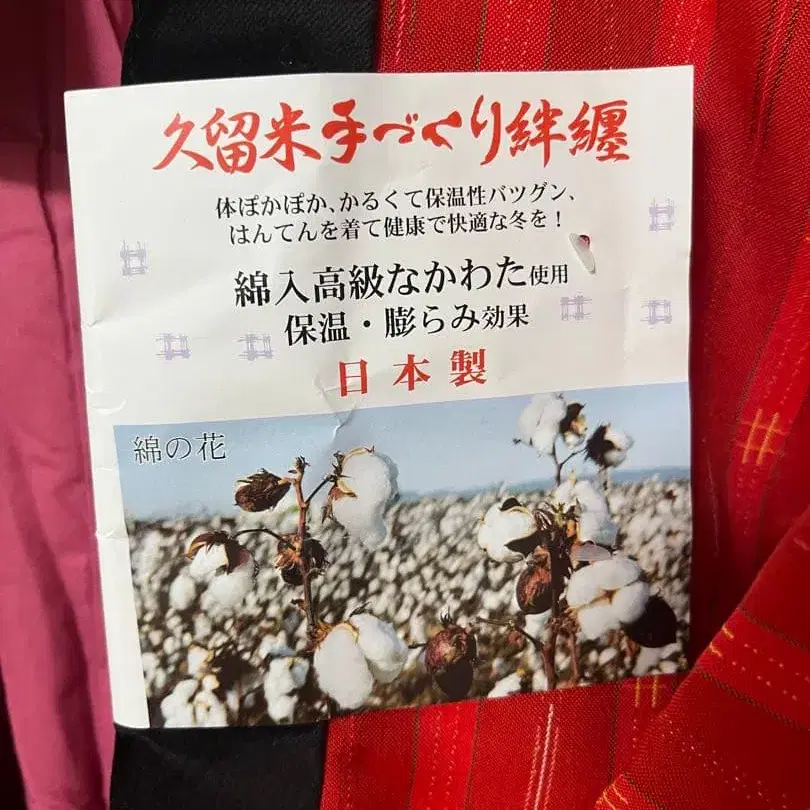 久留米手づくり絆纏
体ぽかぽか、かるくて保温性バツグン、
はんてんを着て健康で快適な冬を！
綿入高級なかわた使用
保温・膨らみ効果
日本製
綿の花